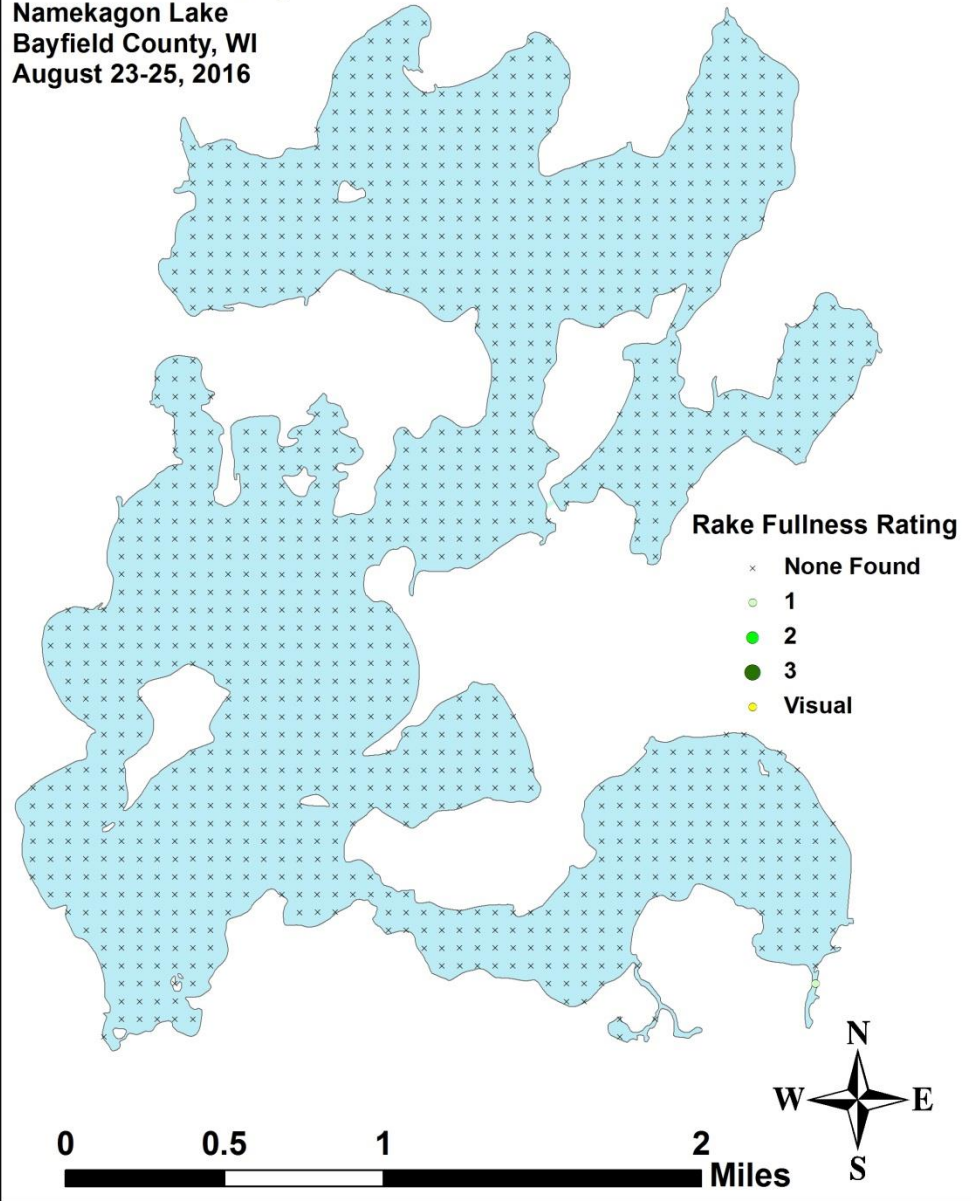 Namekagon Lake
Bayfield County, WI
August 23-25, 2016
Rake Fullness Rating
None Found
1
2
3
Visual
N
W E
S
0 0.5 1 2
Miles